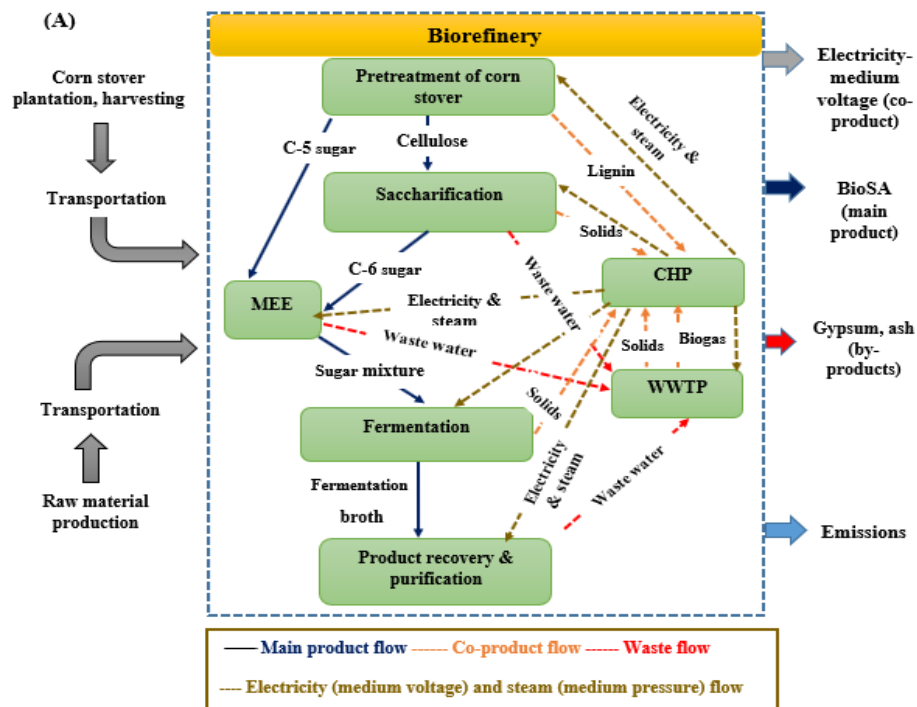 (A)
Biorefinery
Corn stover
plantation, harvesting
Transportation
Transportation
Raw material
production
Pretreatment of corn
stover
C-5 sugar
Cellulose
Lignin
Electricity &
steam
Saccharification
Solids
C-6 sugar
Waste water
CHP
MEE
Electricity &
steam
Waste water
Solids
Biogas
Sugar mixture
WWTP
Fermentation
Solids
Electricity
& steam
Waste water
Fermentation
broth
Product recovery &
purification
Electricity-
medium
voltage (co-
product)
BioSA
(main
product)
Gypsum, ash
(by-
products)
Emissions
Main product flow ------ Co-product flow ------ Waste flow
---- Electricity (medium voltage) and steam (medium pressure) flow